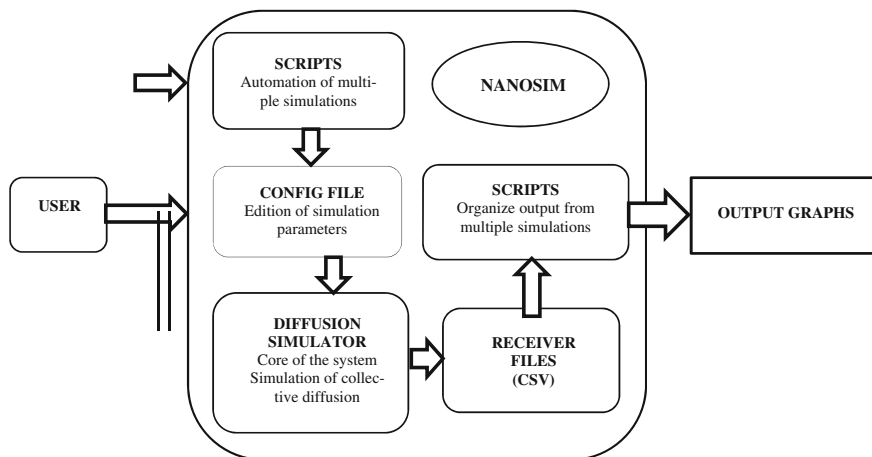 SCRIPTS
Automation of multi-
ple simulations
NANOSIM
USER
CONFIG FILE
Edition of simulation
parameters
SCRIPTS
Organize output from
multiple simulations
OUTPUT GRAPHS
DIFFUSION
SIMULATOR
Core of the system
Simulation of collec-
tive diffusion
RECEIVER
FILES
(CSV)